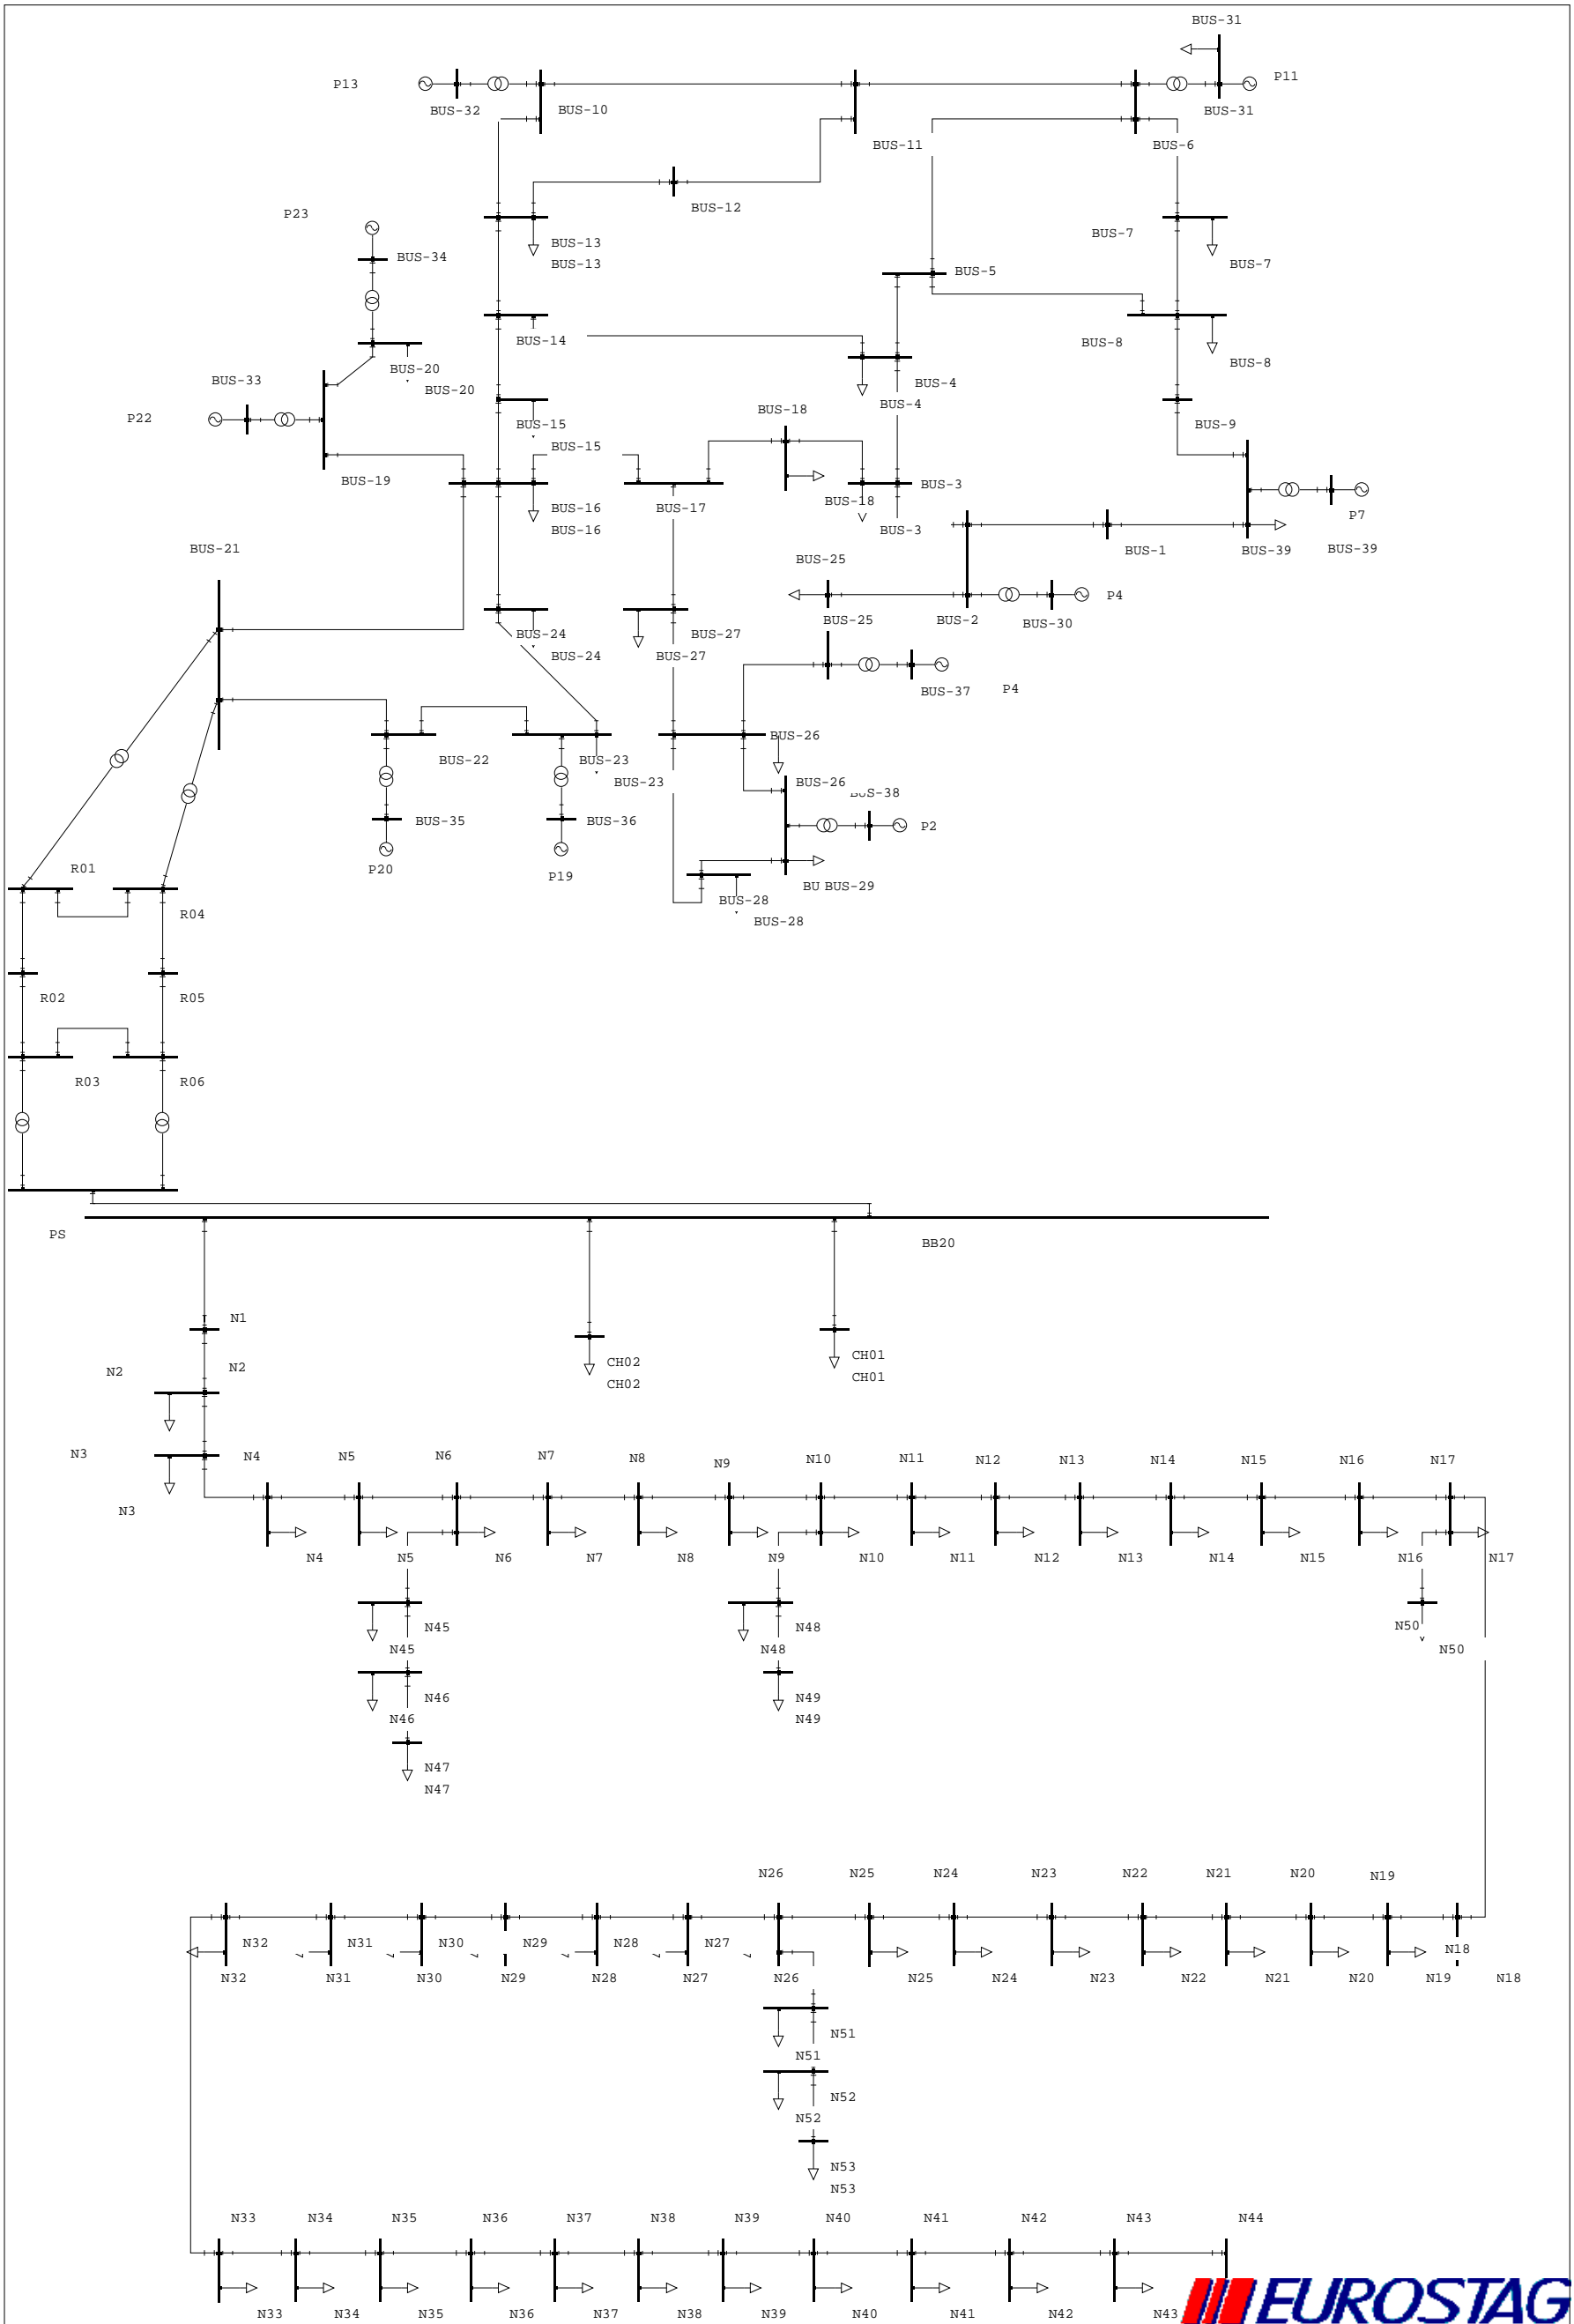 BUS-31
P13
P11
BUS-32
BUS-10
BUS-31
BUS-11
BUS-6
BUS-12
P23
BUS-13
BUS-7
BUS-34
BUS-13
BUS-7
BUS-5
BUS-14
BUS-8
BUS-20
BUS-8
BUS-33
BUS-20
BUS-4
BUS-4
P22
BUS-18
BUS-15
BUS-9
BUS-15
BUS-19
BUS-3
BUS-16
BUS-17
BUS-18
P7
BUS-16
BUS-3
BUS-21
BUS-1
BUS-39
BUS-39
BUS-25
P4
BUS-25
BUS-2
BUS-30
BUS-24
BUS-27
BUS-24
BUS-27
BUS-37
P4
BUS-26
BUS-22
BUS-23
BUS-23
BUS-26
BUS-38
BUS-35
BUS-36
P2
R01
P20
P19
BU
BUS-29
BUS-28
R04
BUS-28
R02
R05
R03
R06
PS
BB20
N1
N2
N2
CH02
CH01
CH02
CH01
N3
N4
N5
N6
N7
N8
N9
N10
N11
N12
N13
N14
N15
N16
N17
N3
N4
N5
N6
N7
N8
N9
N10
N11
N12
N13
N14
N15
N16
N17
N45
N48
N50
N45
N48
N50
N46
N49
N46
N49
N47
N47
N26
N25
N24
N23
N22
N21
N20
N19
N32
N31
N30
N29
N28
N27
N18
N32
N31
N30
N29
N28
N27
N26
N25
N24
N23
N22
N21
N20
N19
N18
N51
N51
N52
N52
N53
N53
N33
N34
N35
N36
N37
N38
N39
N40
N41
N42
N43
N44
N33
N34
N35
N36
N37
N38
N39
N40
N41
N42
N43
EUROSTAG